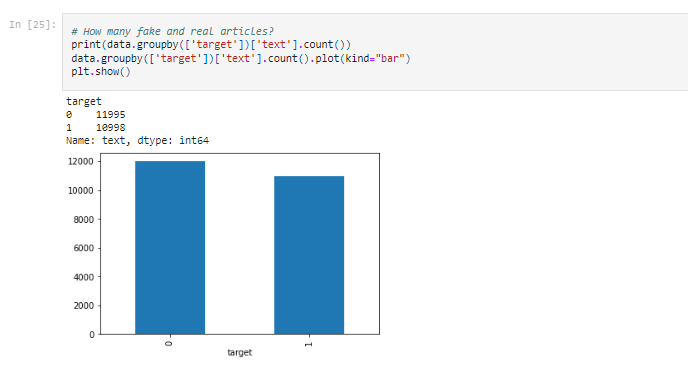 In [25]:
# How many fake and real articles?
print(data.groupby(['target'])['text'].count())
data.groupby(['target'])['text'].count().plot(kind="bar")
plt.show()
target
0    11995
1    10998
Name: text, dtype: int64
12000
10000
8000
6000
4000
2000
0
0
1
target